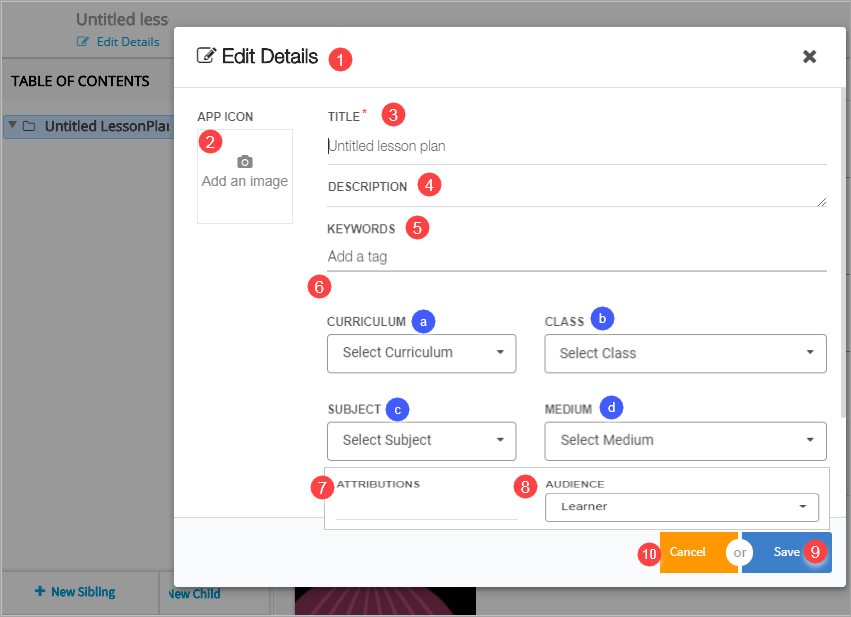 Untitled less
Edit Details
TABLE OF CONTENTS
Untitled LessonPla
Edit Details 1
APP ICON
2
Add an image
TITLE* 3
Untitled lesson plan
DESCRIPTION 4
KEYWORDS 5
Add a tag
6
CURRICULUM a
CLASS b
Select Curriculum
Select Class
SUBJECT c
MEDIUM d
Select Subject
Select Medium
7 ATTRIBUTIONS
8 AUDIENCE
Learner
10 Cancel or Save 9
+ New Sibling
New Child